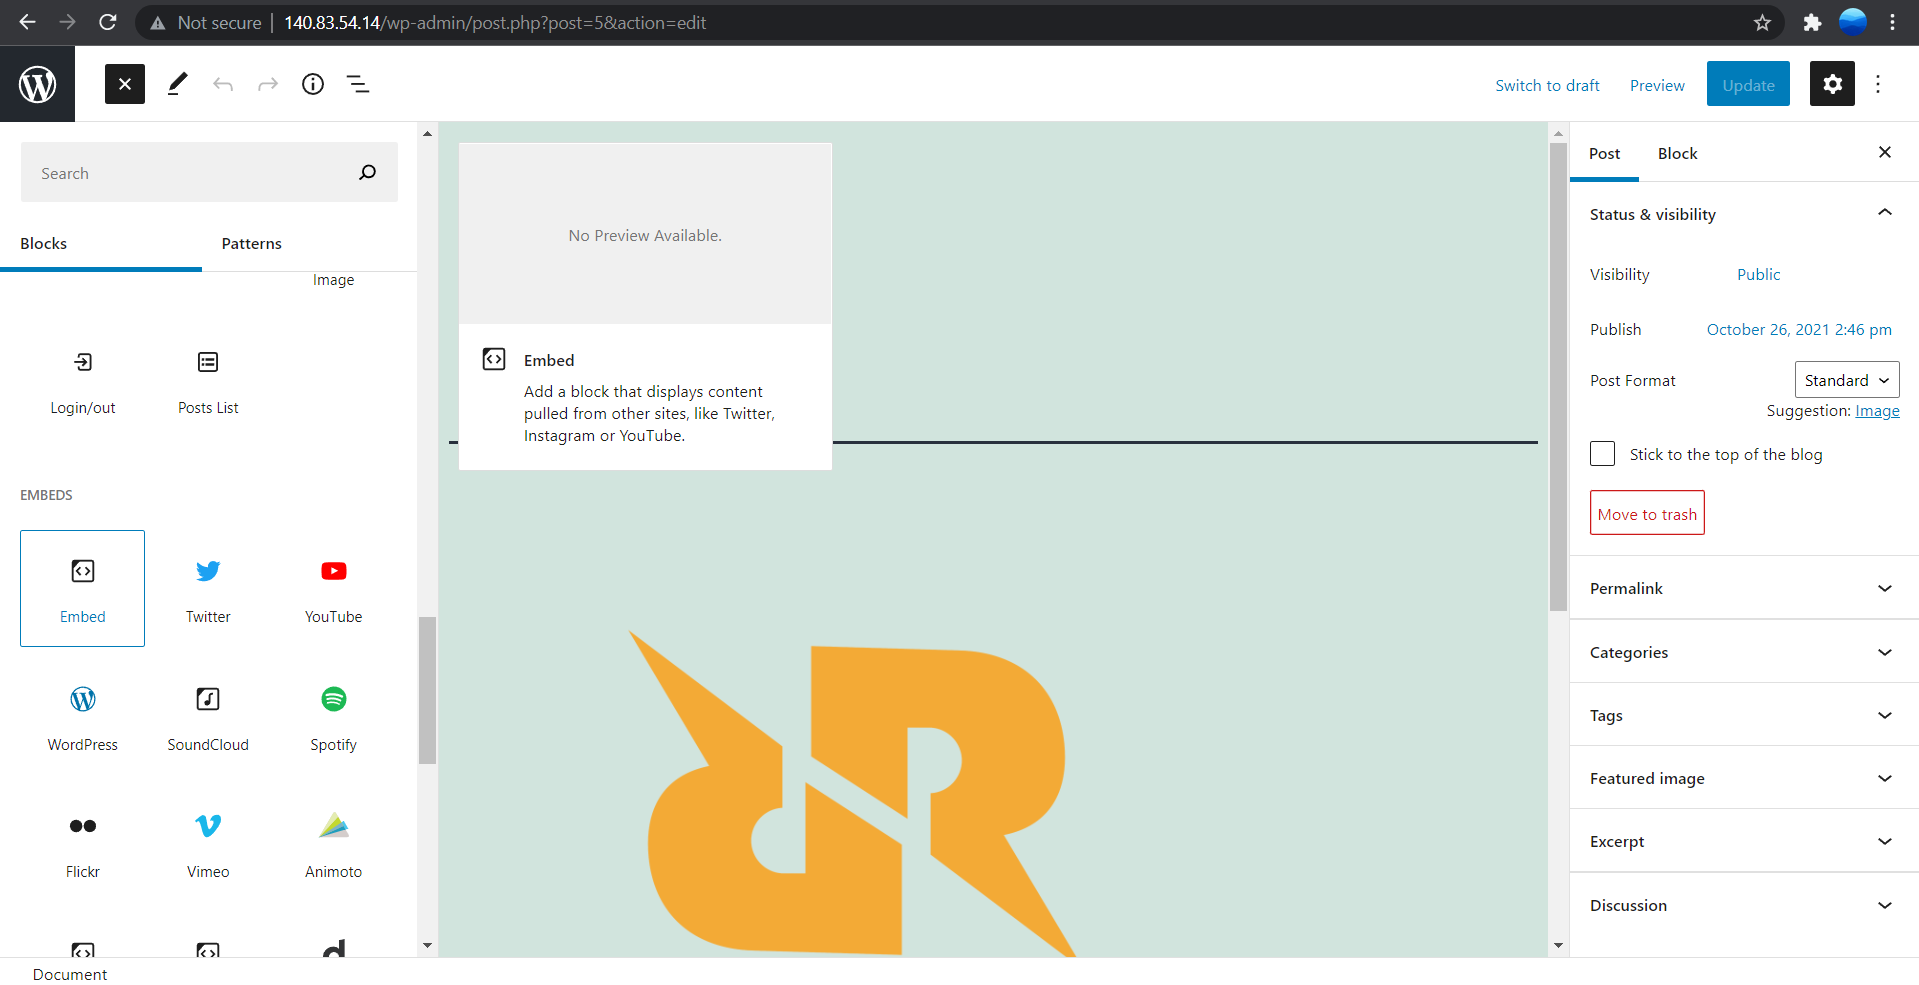 Not secure
140.83.54.14/wp-admin/post.php?post=5&action=edit
Switch to draft
Preview
Update
Search
Blocks
Patterns
Image
Login/out
Posts List
EMBEDS
Embed
Twitter
YouTube
WordPress
SoundCloud
Spotify
Flickr
Vimeo
Animoto
No Preview Available.
Embed
Add a block that displays content
pulled from other sites, like Twitter,
Instagram or YouTube.
Post
Block
Status & visibility
Visibility
Public
Publish
October 26, 2021 2:46 pm
Post Format
Standard
Suggestion: Image
Stick to the top of the blog
Move to trash
Permalink
Categories
Tags
Featured image
Excerpt
Discussion
Document